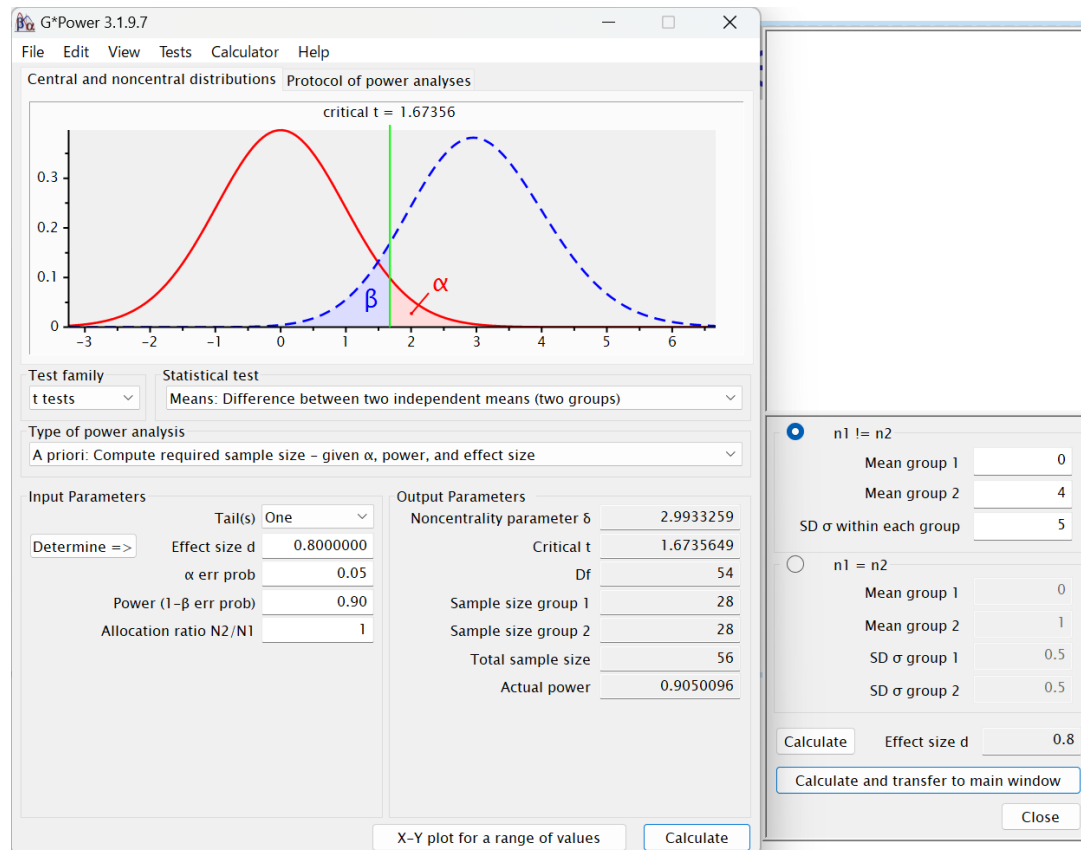 G*Power 3.1.9.7
File Edit View Tests Calculator Help
Central and noncentral distributions Protocol of power analyses
critical t = 1.67356
0.3
0.2
0.1
0
β
α
-3 -2 -1 0 1 2 3 4 5 6
Test family
t tests
Statistical test
Means: Difference between two independent means (two groups)
Type of power analysis
A priori: Compute required sample size - given α, power, and effect size
Input Parameters
Tail(s) One
Determine => Effect size d 0.8000000
α err prob 0.05
Power (1-β err prob) 0.90
Allocation ratio N2/N1 1
Output Parameters
Noncentrality parameter δ 2.9933259
Critical t 1.6735649
Df 54
Sample size group 1 28
Sample size group 2 28
Total sample size 56
Actual power 0.9050096
X-Y plot for a range of values Calculate
n1 != n2
Mean group 1 0
Mean group 2 4
SD σ within each group 5
n1 = n2
Mean group 1 0
Mean group 2 1
SD σ group 1 0.5
SD σ group 2 0.5
Calculate Effect size d 0.8
Calculate and transfer to main window
Close